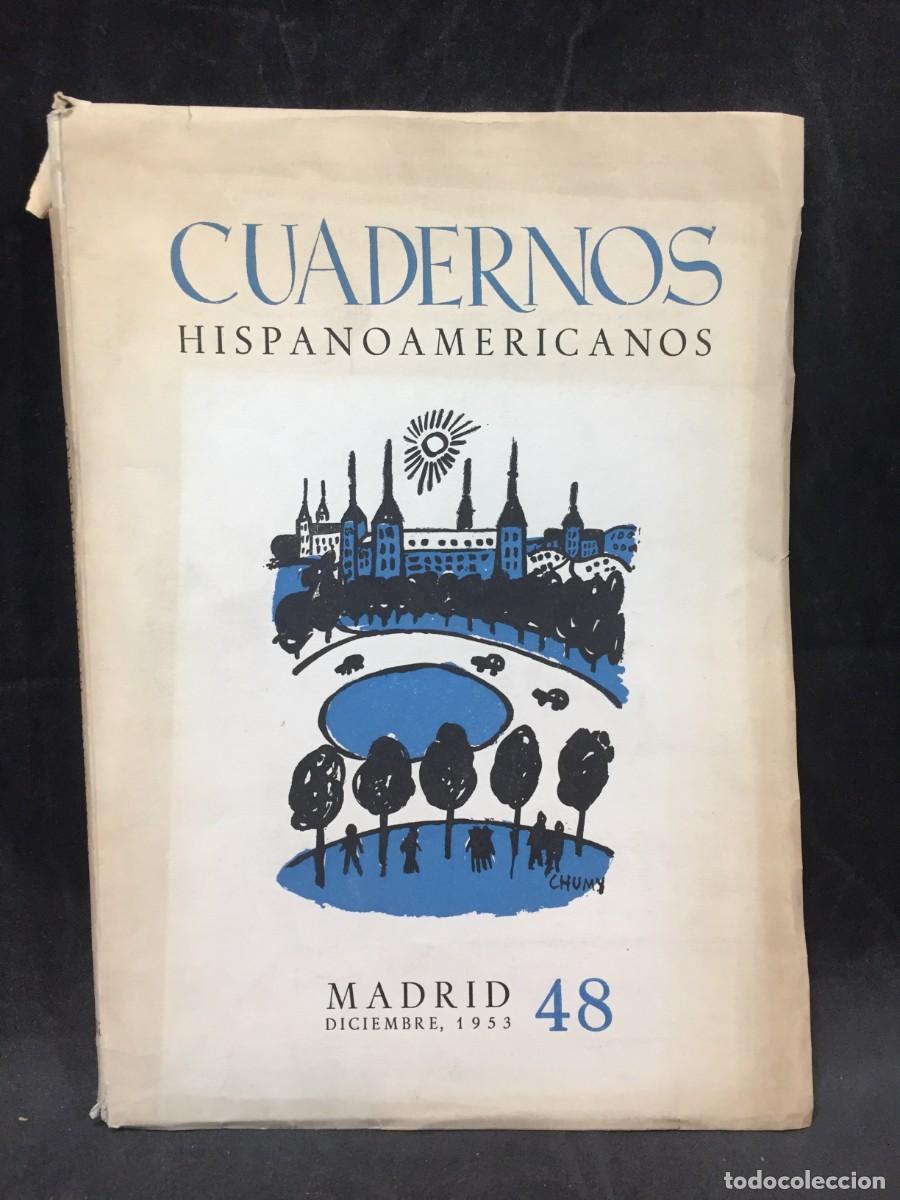 CUADERNOS
HISPANOAMERICANOS
CHUMY
MADRID 48
DICIEMBRE, 1953
todocoleccion